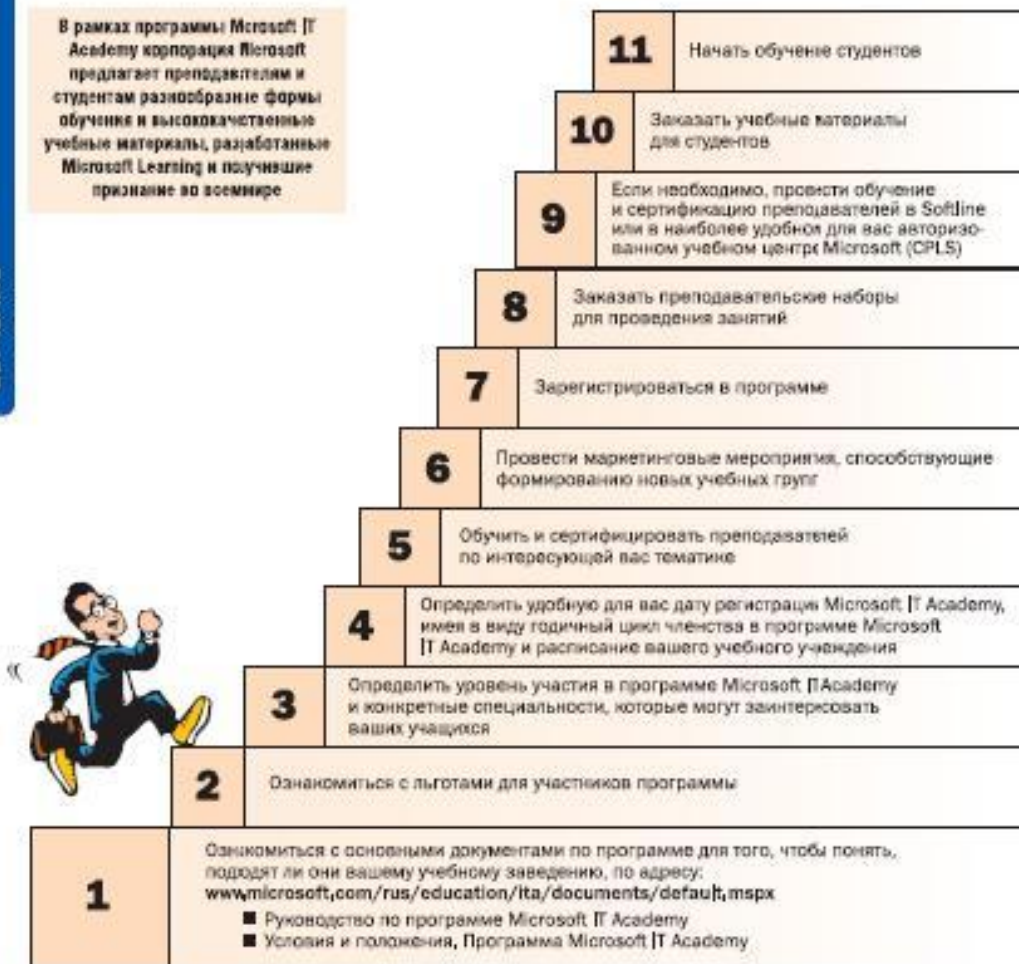 В рамках программы Microsoft IT
Academy корпорация Microsoft
предлагает преподавателям и
студентам разнообразные формы
обучения и высококачественные
учебные материалы, разработанные
Microsoft Learning и получившие
признание во всем мире
11 Начать обучение студентов
10 Заказать учебные материалы
для студентов
9 Если необходимо, провести обучение
и сертификацию преподавателей в Softline
или в наиболее удобном для вас авторизо-
ванном учебном центре Microsoft (CPLS)
8 Заказать преподавательские наборы
для проведения занятий
7 Зарегистрироваться в программе
6 Провести маркетинговые мероприятия, способствующие
формированию новых учебных групп
5 Обучить и сертифицировать преподавателей
по интересующей вас тематике
4 Определить удобную для вас дату регистрации Microsoft IT Academy,
имея в виду годичный цикл членства в программе Microsoft
IT Academy и расписание вашего учебного учреждения
3 Определить уровень участия в программе Microsoft IT Academy
и конкретные специальности, которые могут заинтересовать
ваших учащихся
2 Ознакомиться с льготами для участников программы
1 Ознакомиться с основными документами по программе для того, чтобы понять,
подходят ли они вашему учебному заведению, по адресу:
www.microsoft.com/rus/education/ita/documents/default.mspx
■ Руководство по программе Microsoft IT Academy
■ Условия и положения, Программа Microsoft IT Academy